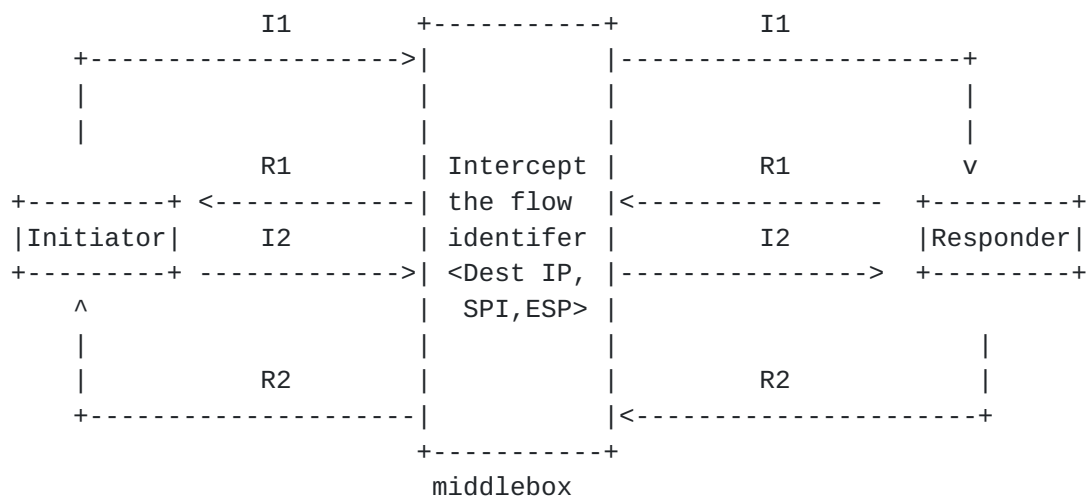 I1 I1
R1 Intercept R1
the flow
Initiator I2 identifer I2 Responder
<Dest IP,
SPI,ESP>
R2 R2
middlebox